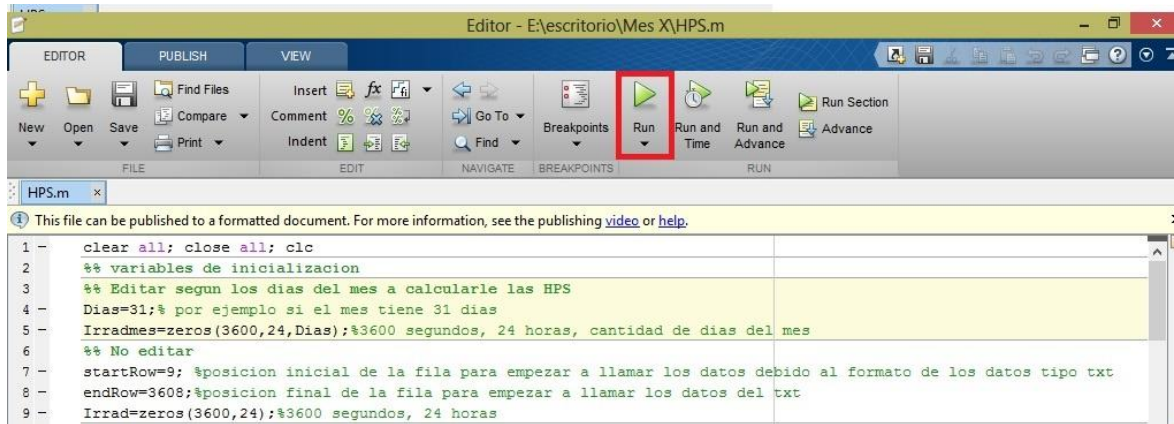 Editor - E:\escritorio\Mes X\HPS.m
EDITOR PUBLISH VIEW
Find Files Insert fx
New Open Save Compare Comment Go To Breakpoints Run Run and Time Run and Advance Run Section
Print Indent Find Advance
FILE EDIT NAVIGATE BREAKPOINTS RUN
HPS.m
This file can be published to a formatted document. For more information, see the publishing video or help.
1 - clear all; close all; clc
2 %% variables de inicializacion
3 %% Editar segun los dias del mes a calcularle las HPS
4 - Dias=31;% por ejemplo si el mes tiene 31 dias
5 - Irradmes=zeros(3600,24,Dias);%3600 segundos, 24 horas, cantidad de dias del mes
6 %% No editar
7 - startRow=9; %posicion inicial de la fila para empezar a llamar los datos debido al formato de los datos tipo txt
8 - endRow=3608;%posicion final de la fila para empezar a llamar los datos del txt
9 - Irrad=zeros(3600,24);%3600 segundos, 24 horas